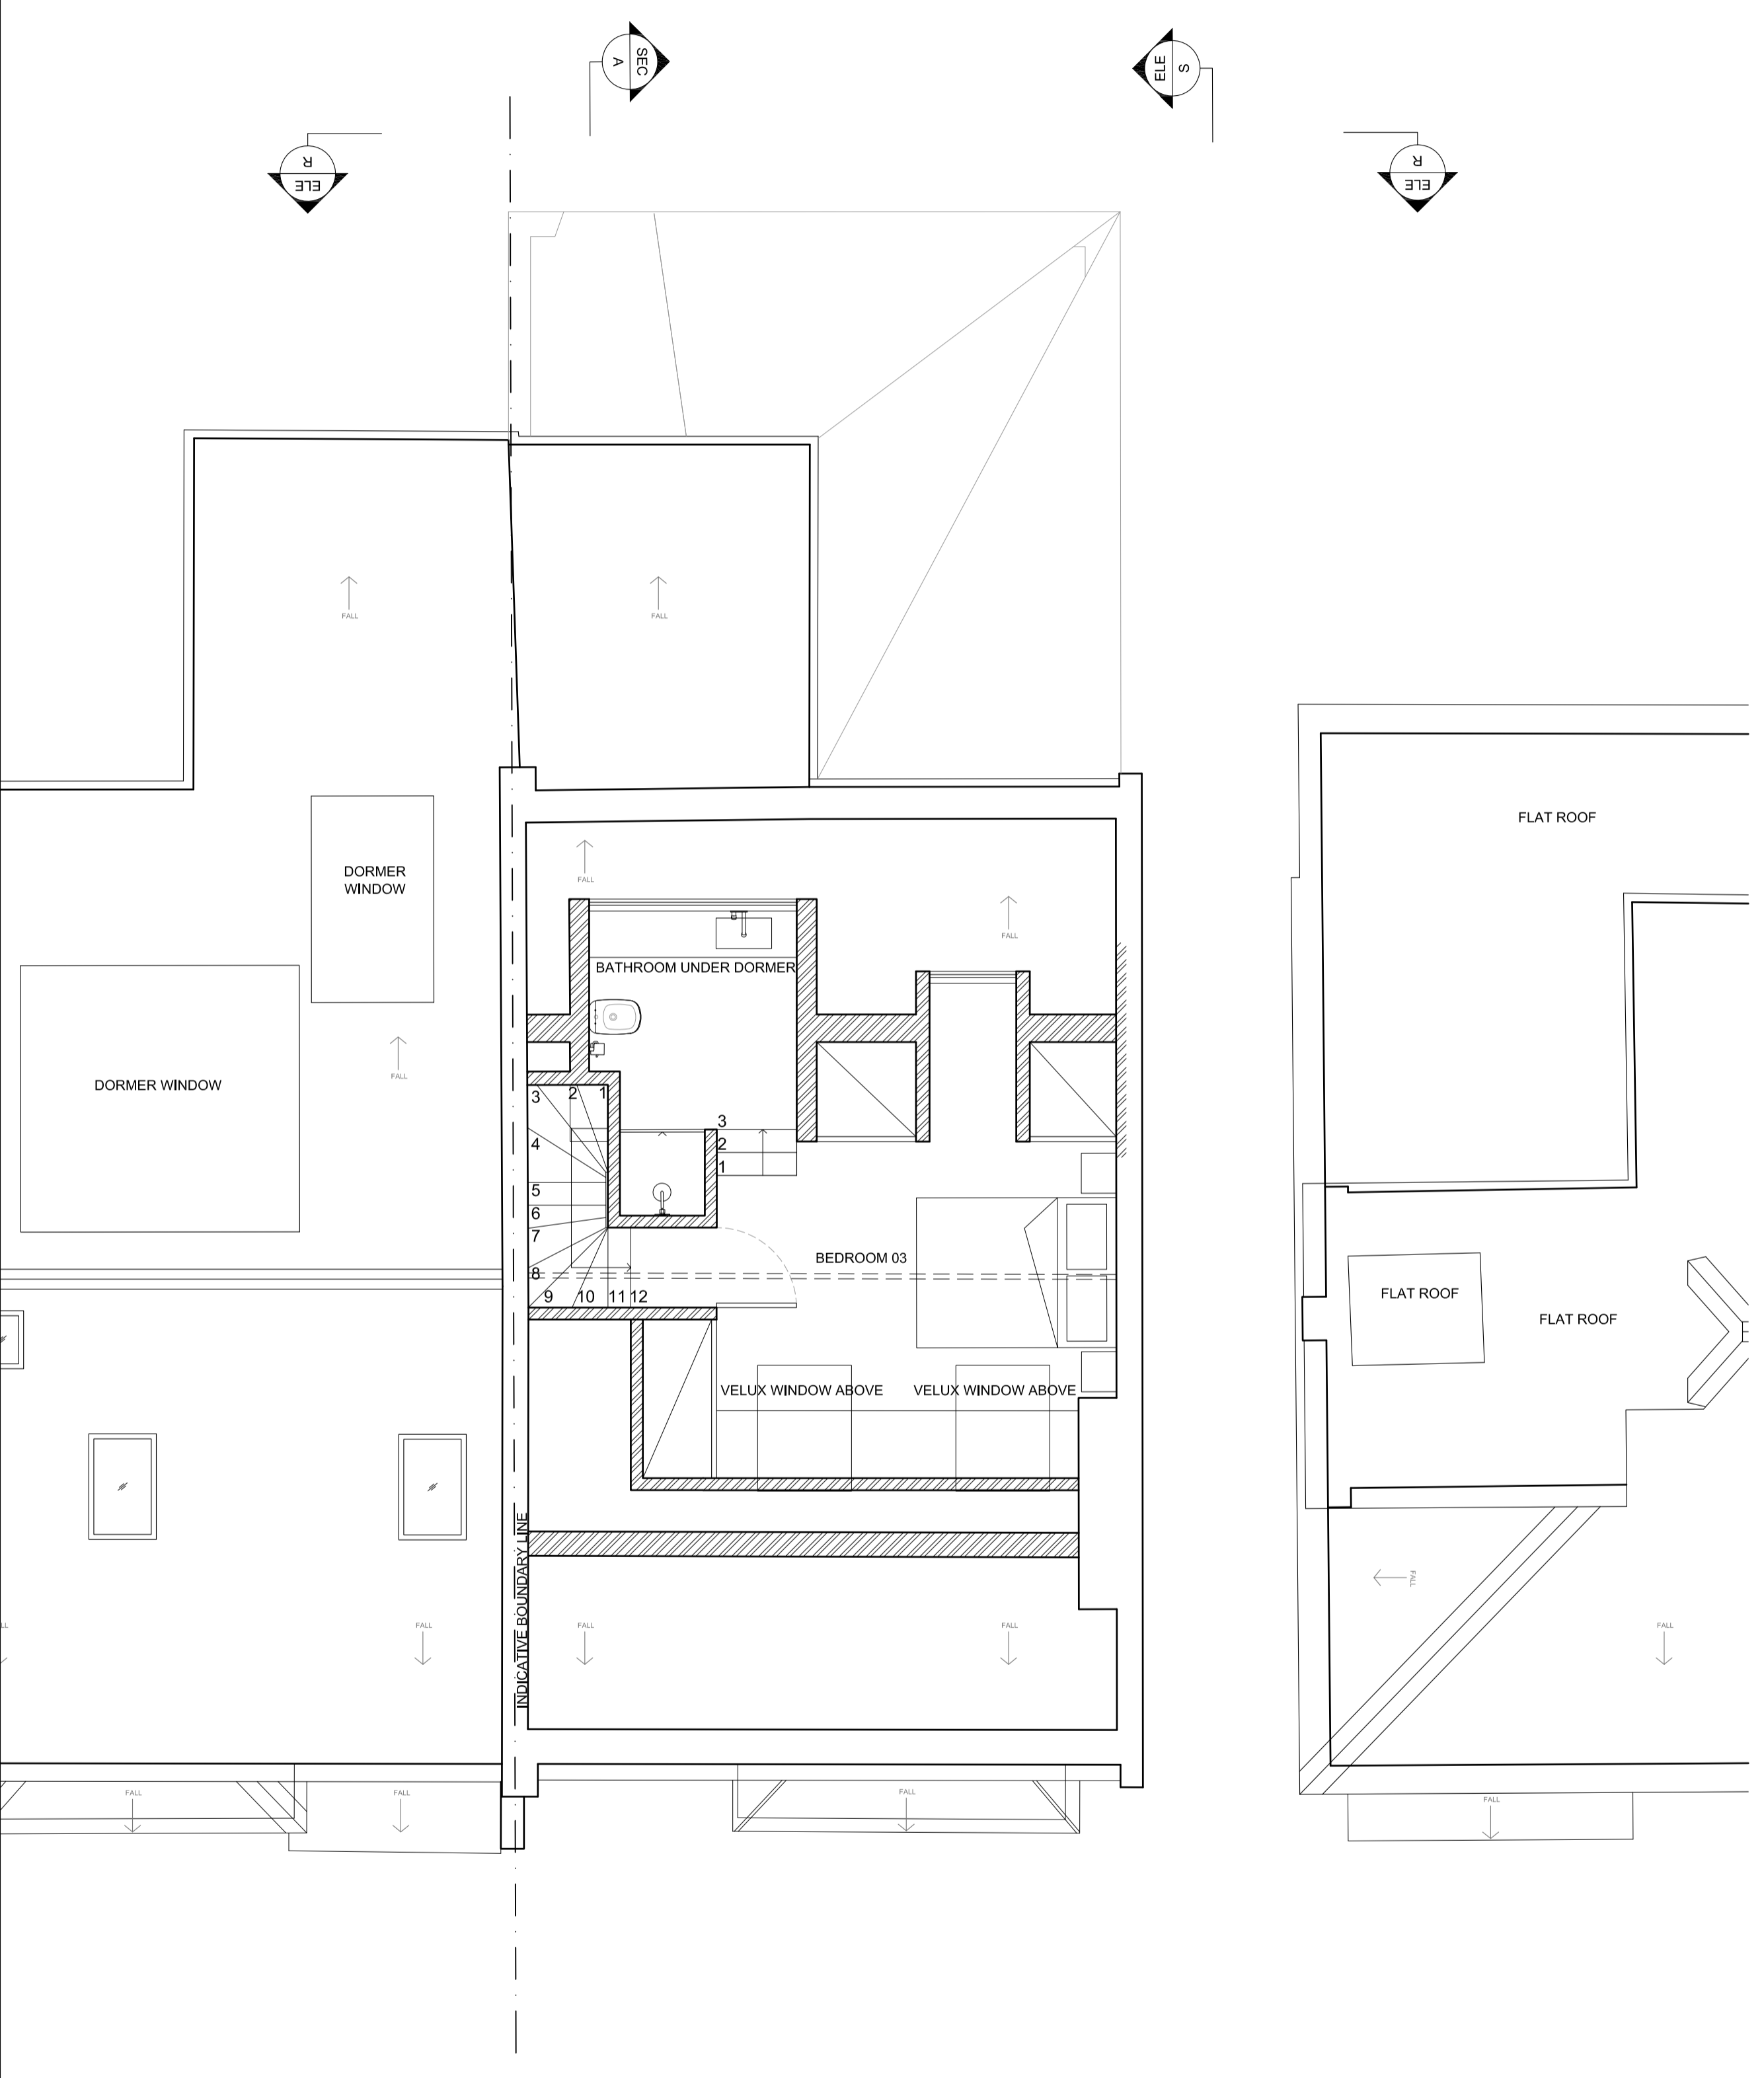 A
SEC
ELE
S
R
ELE
R
ELE
FALL
FALL
FLAT ROOF
DORMER
WINDOW
FALL
FALL
BATHROOM UNDER DORMER
FALL
DORMER WINDOW
3
2
1
4
5
6
7
8
9
10
11
12
3
2
1
BEDROOM 03
FLAT ROOF
FLAT ROOF
VELUX WINDOW ABOVE
VELUX WINDOW ABOVE
INDICATIVE BOUNDARY LINE
FALL
FALL
FALL
FALL
FALL
FALL
FALL
FALL
FALL